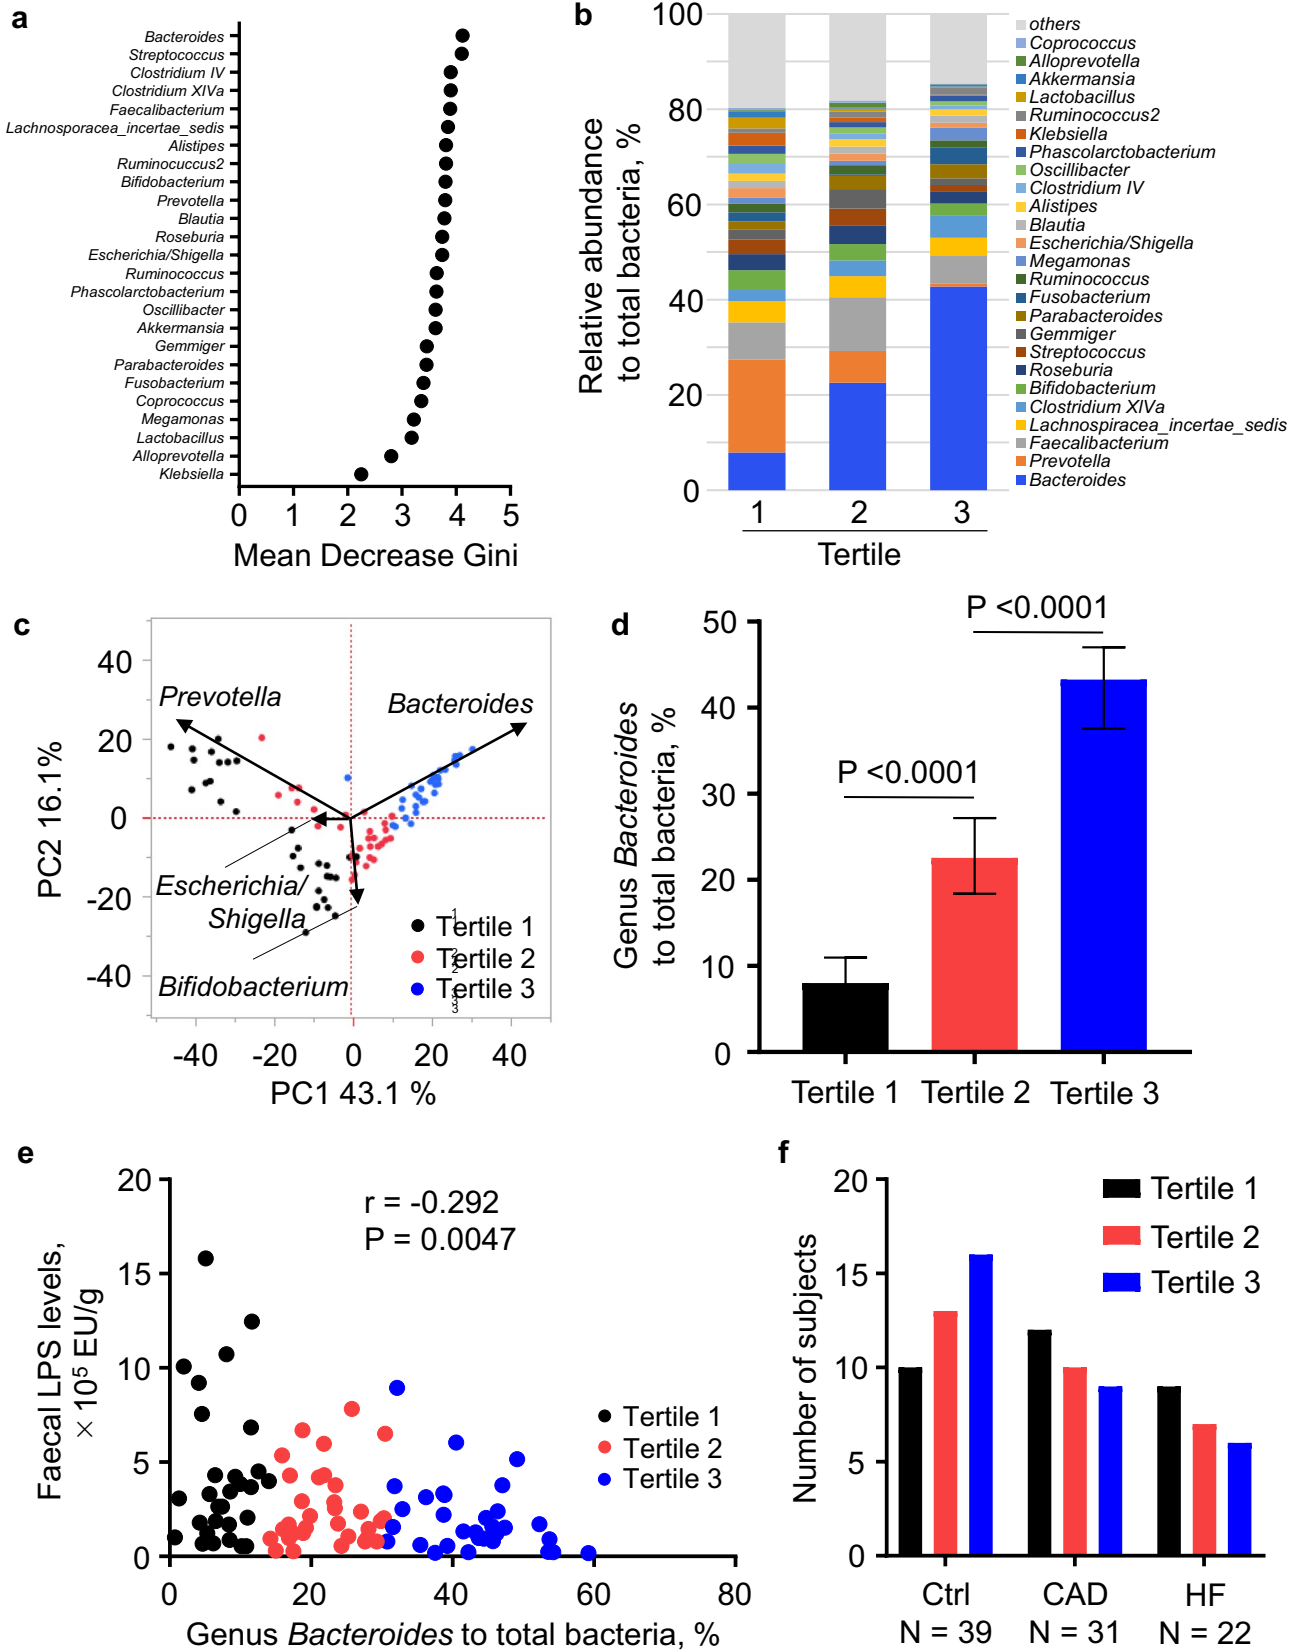 a
Bacteroides
Streptococcus
Clostridium IV
Clostridium XIVa
Faecalibacterium
Lachnosporacea_incertae_sedis
Alistipes
Ruminucuccus2
Bifidobacterium
Prevotella
Blautia
Roseburia
Escherichia/Shigella
Ruminococcus
Phascolarctobacterium
Oscillibacter
Akkermansia
Gemmiger
Parabacteroides
Fusobacterium
Coprococcus
Megamonas
Lactobacillus
Alloprevotella
Klebsiella
0 1 2 3 4 5
Mean Decrease Gini
b
Relative abundance
to total bacteria, %
100
80
60
40
20
0
1 2 3
Tertile
others
Coprococcus
Alloprevotella
Akkermansia
Lactobacillus
Ruminococcus2
Klebsiella
Phascolarctobacterium
Oscillibacter
Clostridium IV
Alistipes
Blautia
Escherichia/Shigella
Megamonas
Ruminococcus
Fusobacterium
Parabacteroides
Gemmiger
Streptococcus
Roseburia
Bifidobacterium
Clostridium XIVa
Lachnospiracea_incertae_sedis
Faecalibacterium
Prevotella
Bacteroides
c
PC2 16.1%
40
20
0
-20
-40
Prevotella
Bacteroides
Escherichia/
Shigella
Bifidobacterium
Tertile 1
Tertile 2
Tertile 3
-40 -20 0 20 40
PC1 43.1 %
d
Genus Bacteroides
to total bacteria, %
50
40
30
20
10
0
P <0.0001
P <0.0001
Tertile 1 Tertile 2 Tertile 3
e
Faecal LPS levels,
× 10⁵ EU/g
20
15
10
5
0
r = -0.292
P = 0.0047
Tertile 1
Tertile 2
Tertile 3
0 20 40 60 80
Genus Bacteroides to total bacteria, %
f
Number of subjects
20
15
10
5
0
Tertile 1
Tertile 2
Tertile 3
Ctrl CAD HF
N = 39 N = 31 N = 22